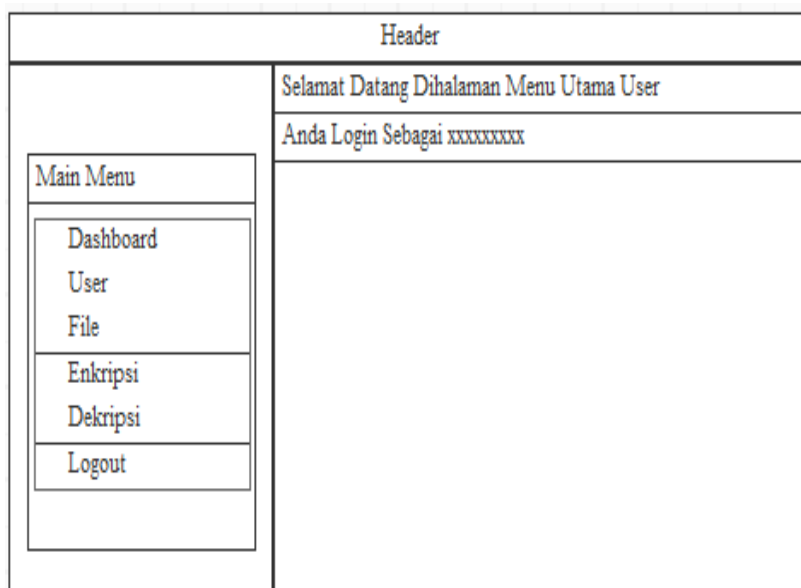 Header
Selamat Datang Dihalaman Menu Utama User
Anda Login Sebagai xxxxxxxxx
Main Menu
Dashboard
User
File
Enkripsi
Dekripsi
Logout